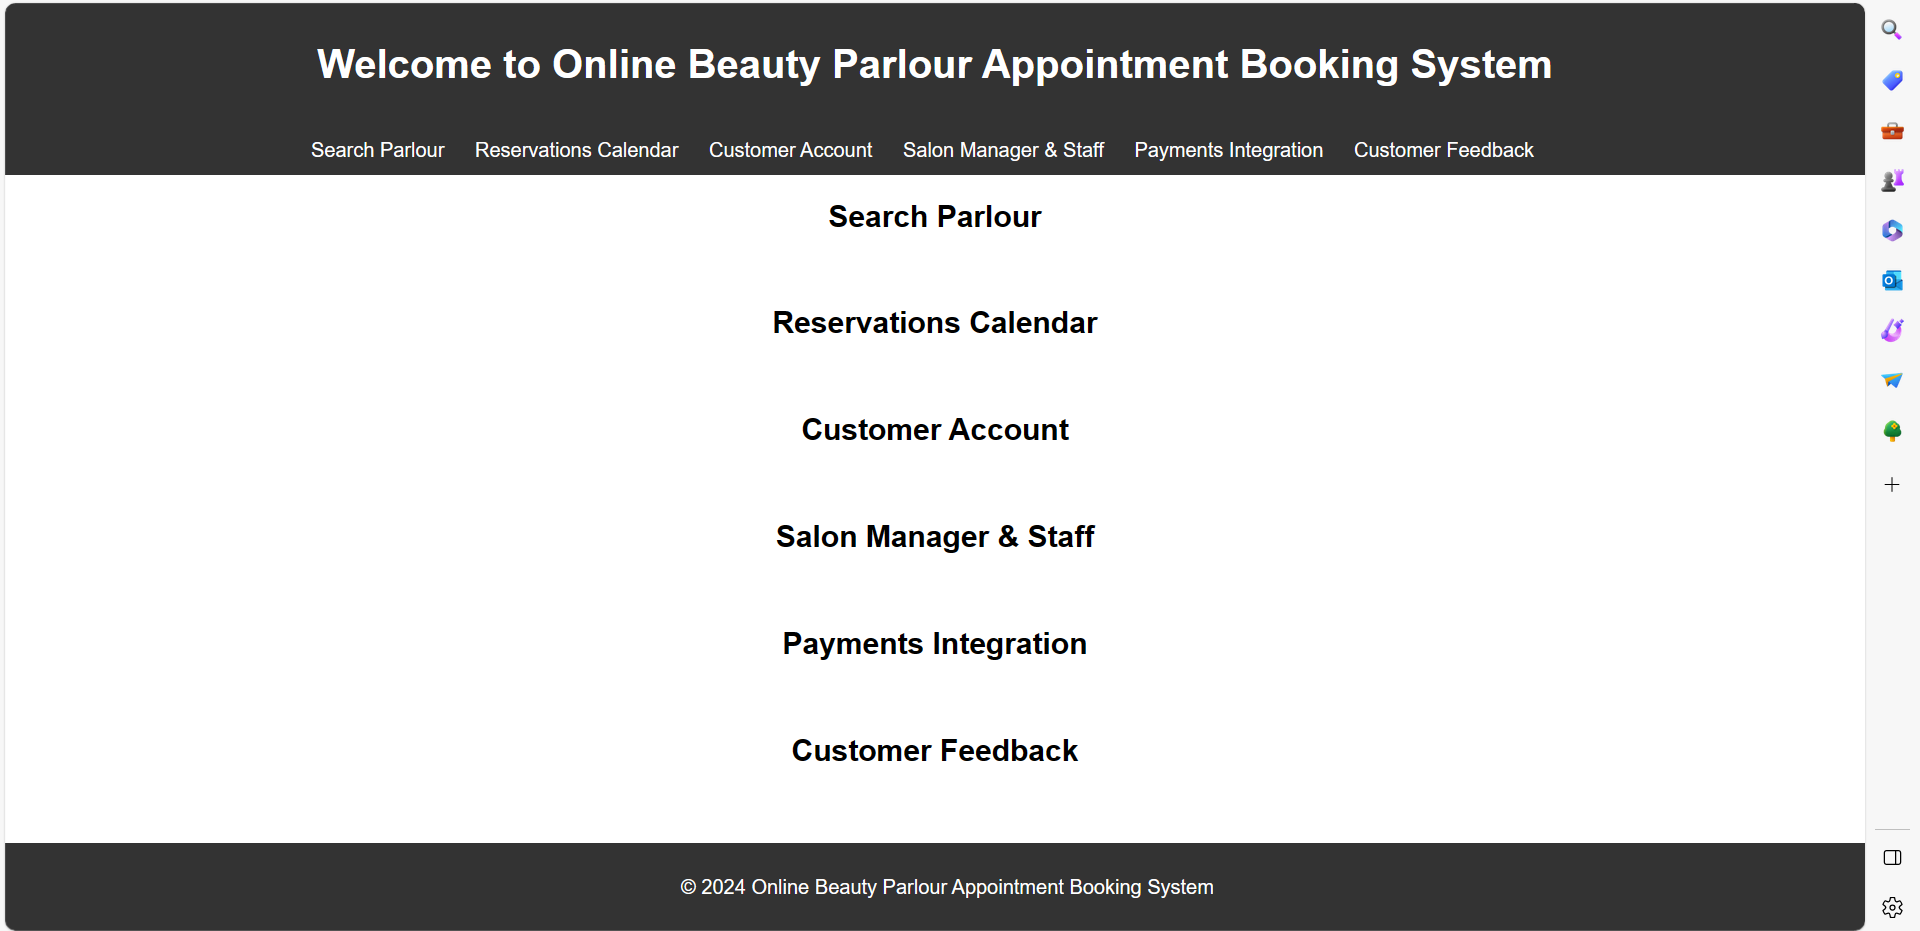 Welcome to Online Beauty Parlour Appointment Booking System
Search Parlour Reservations Calendar Customer Account Salon Manager & Staff Payments Integration Customer Feedback
Search Parlour
Reservations Calendar
Customer Account
Salon Manager & Staff
Payments Integration
Customer Feedback
© 2024 Online Beauty Parlour Appointment Booking System